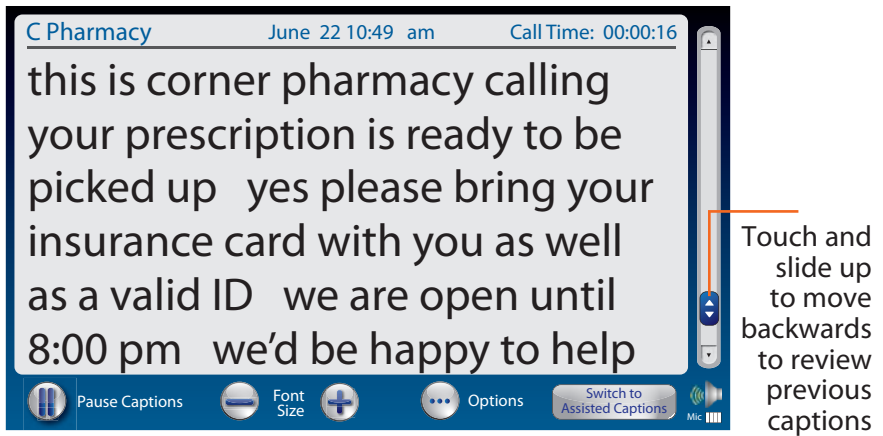 C Pharmacy June 22 10:49 am Call Time: 00:00:16
this is corner pharmacy calling
your prescription is ready to be
picked up yes please bring your
insurance card with you as well
as a valid ID we are open until
8:00 pm we'd be happy to help
Pause Captions
Font
Size
Options
Switch to
Assisted Captions
Mic
Touch and
slide up
to move
backwards
to review
previous
captions